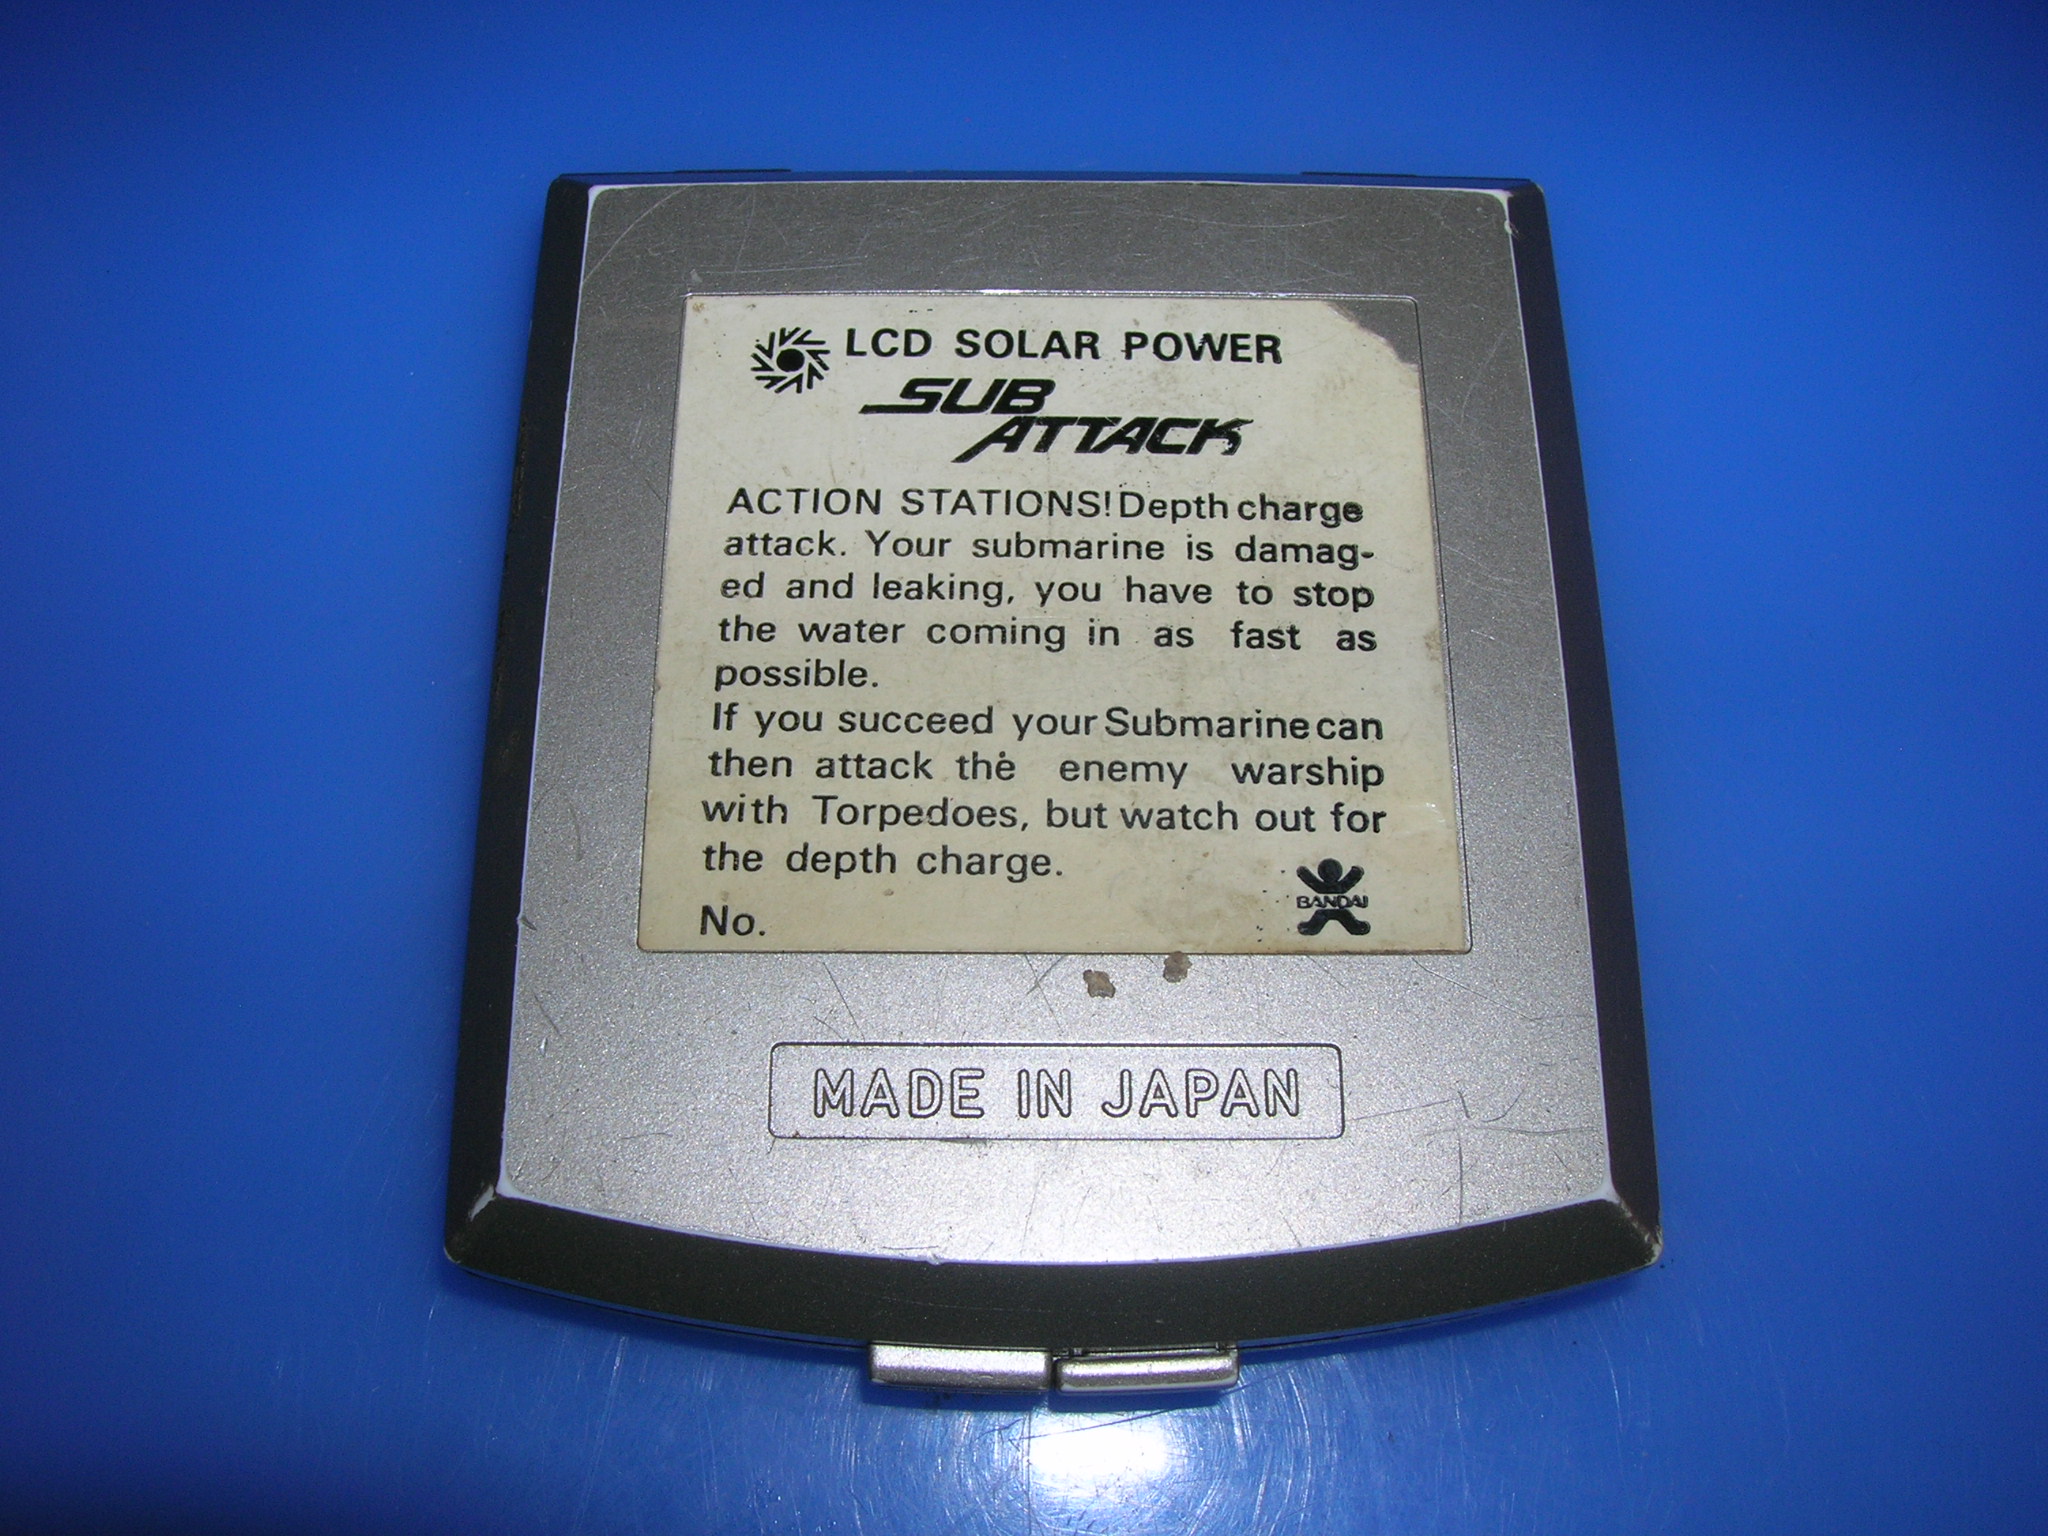 LCD SOLAR POWER
SUB
ATTACK
ACTION STATIONS! Depth charge
attack. Your submarine is damag-
ed and leaking, you have to stop
the water coming in as fast as
possible.
If you succeed your Submarine can
then attack the enemy warship
with Torpedoes, but watch out for
the depth charge.
No.
BANDAI
MADE IN JAPAN